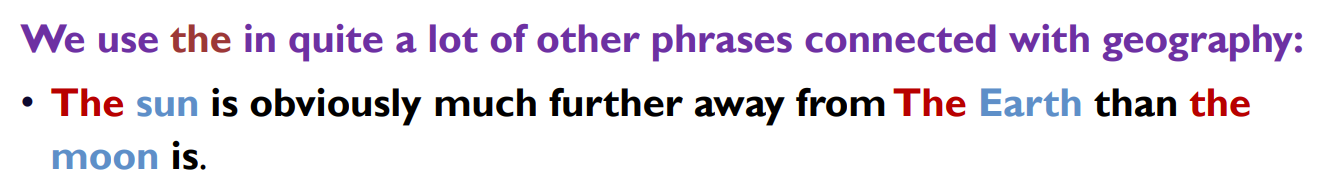 We use the in quite a lot of other phrases connected with geography:
• The sun is obviously much further away from The Earth than the
moon is.